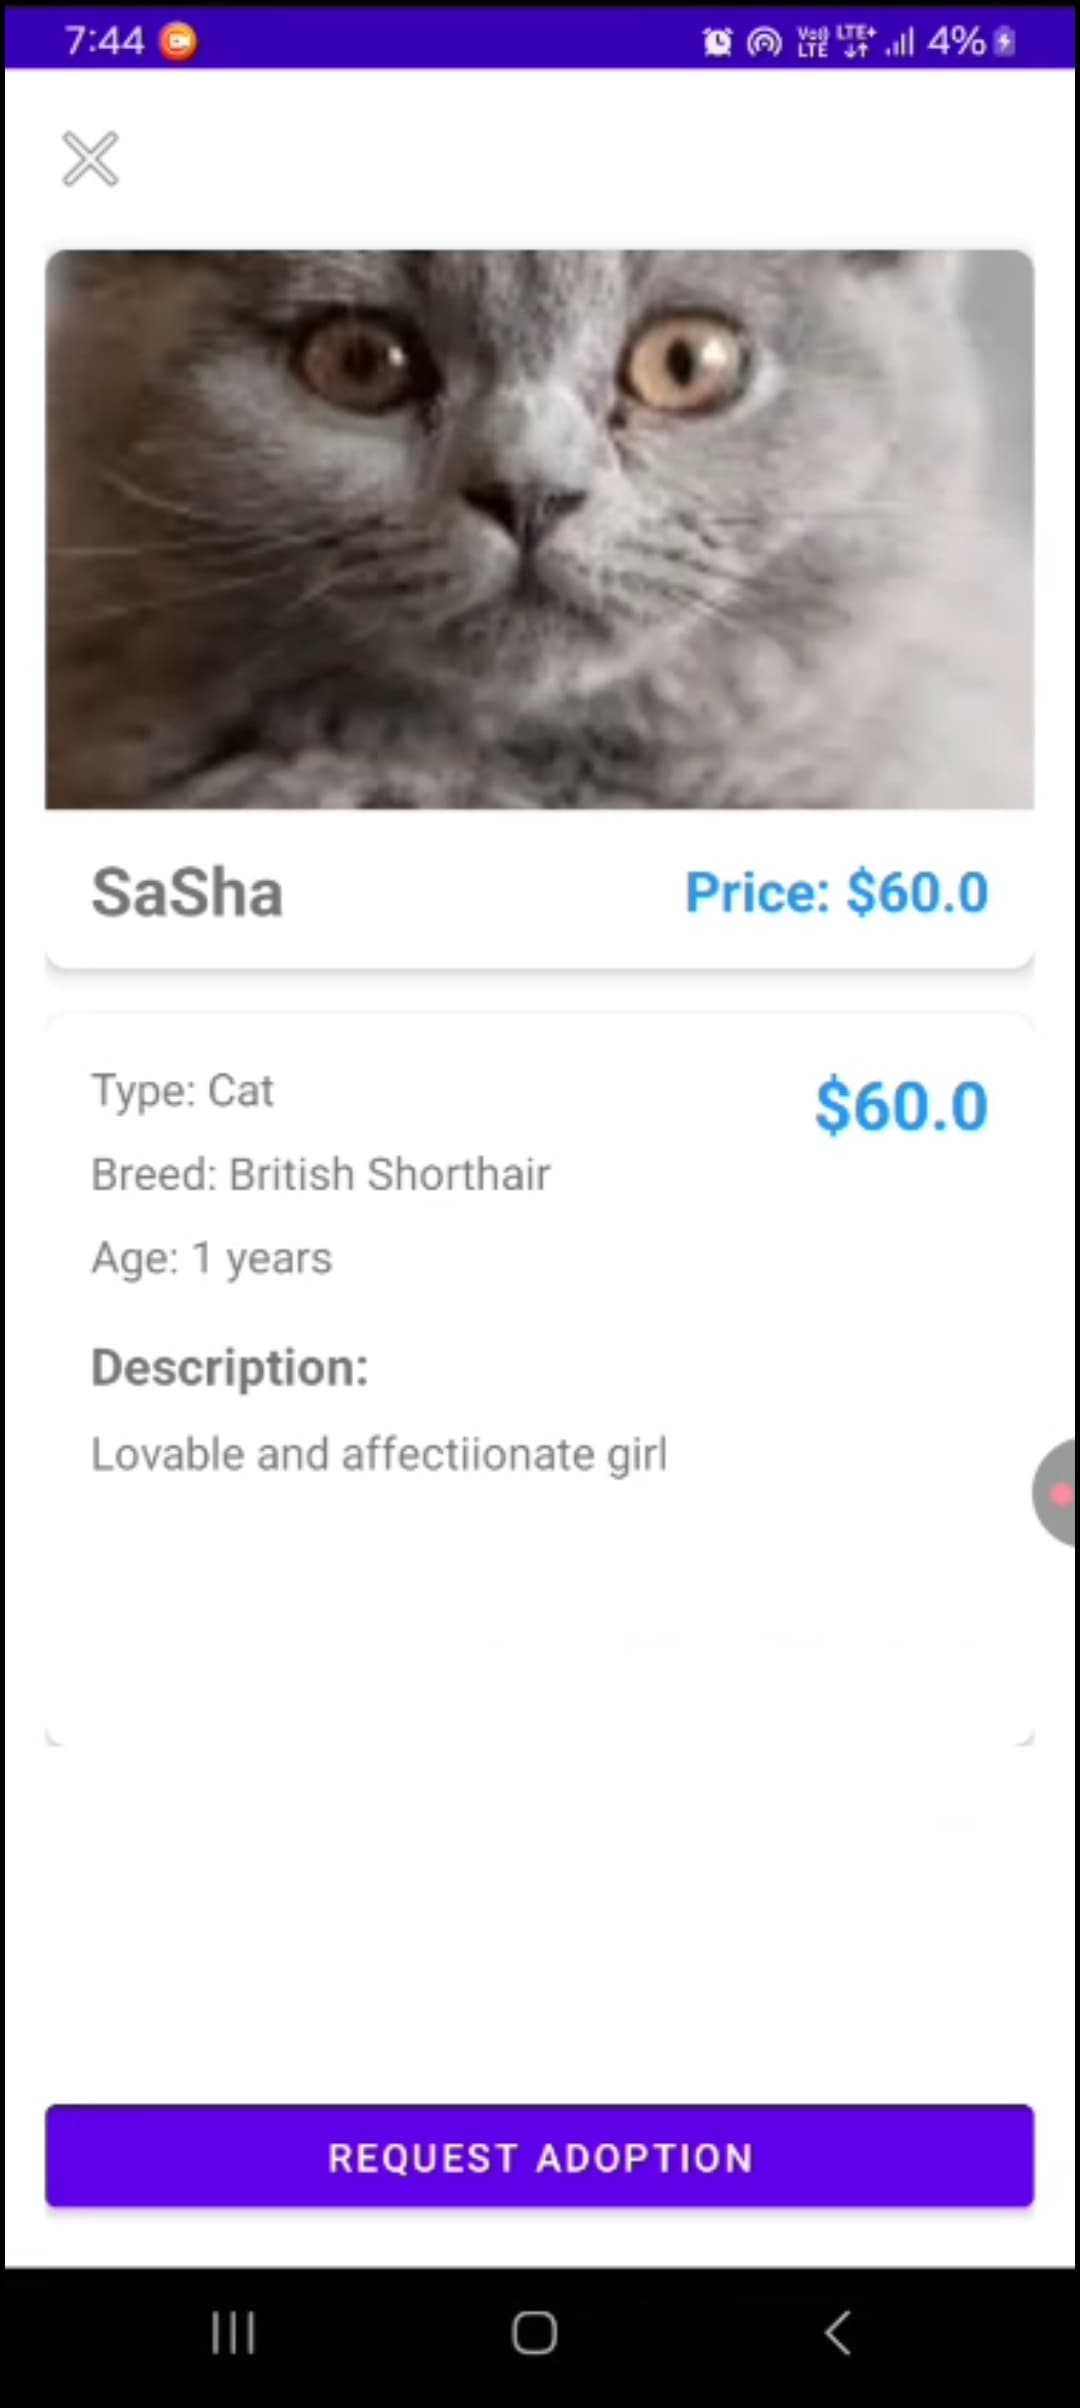 7:44 Vo)) LTE LTE+ 4%
SaSha
Price: $60.0
Type: Cat
$60.0
Breed: British Shorthair
Age: 1 years
Description:
Lovable and affectiionate girl
REQUEST ADOPTION